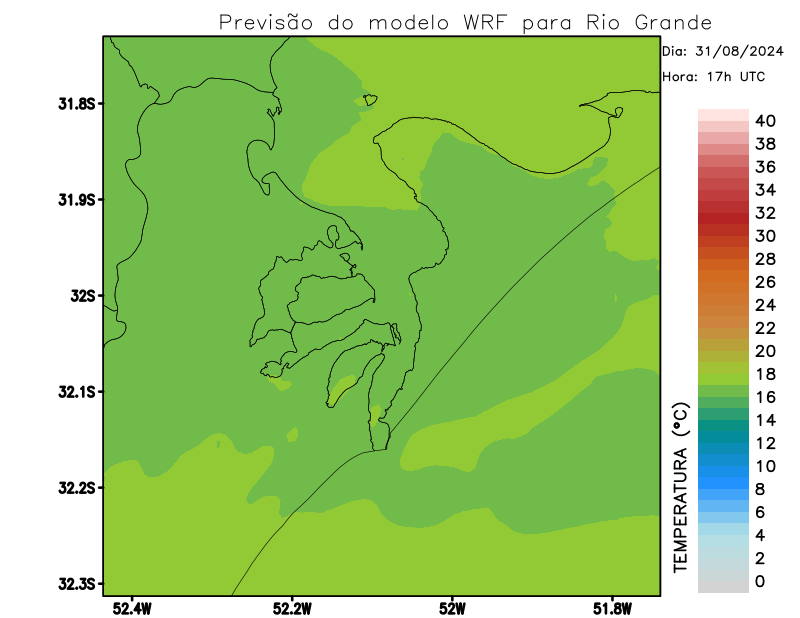 Previsão do modelo WRF para Rio Grande
Dia: 31/08/2024
Hora: 17h UTC
31.8S
31.9S
32S
32.1S
32.2S
32.3S
52.4W
52.2W
52W
51.8W
TEMPERATURA (°C)
40
38
36
34
32
30
28
26
24
22
20
18
16
14
12
10
8
6
4
2
0